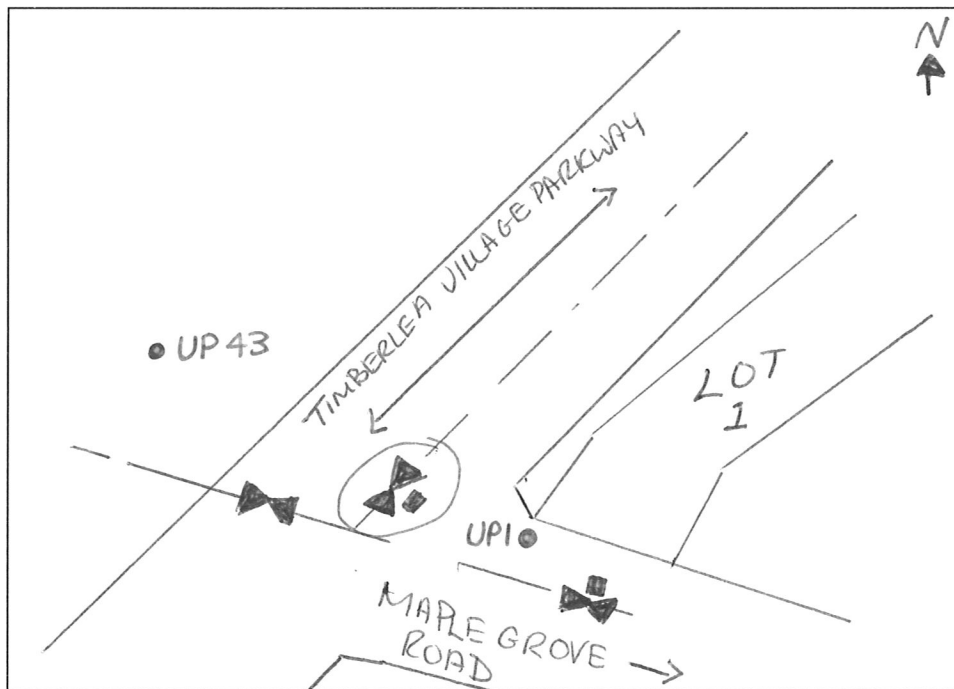 N
TIMBERLEA VILLAGE PARKWAY
UP 43
LOT
1
UP1
MAPLE GROVE
ROAD